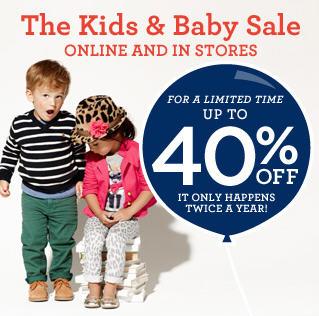 The Kids & Baby Sale
ONLINE AND IN STORES
FOR A LIMITED TIME
UP TO
40% OFF
IT ONLY HAPPENS
TWICE A YEAR!